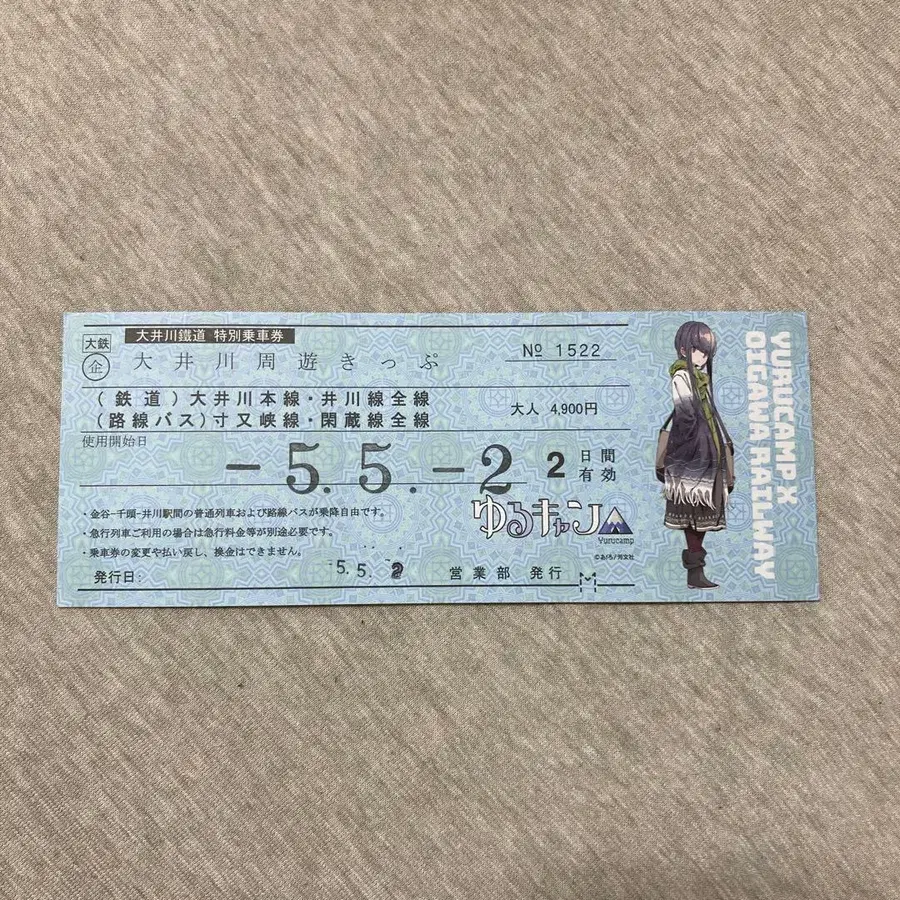 大鉄
企
大井川鐵道 特別乗車券
大井川周遊きっぷ
№ 1522
(鉄道)大井川本線・井川線全線
(路線バス)寸又峡線・閑蔵線全線
大人 4,900円
使用開始日
-5.5.-2
2日間有効
・金谷-千頭-井川駅間の普通列車および路線バスが乗降自由です。
・急行列車ご利用の場合は急行料金等が別途必要です。
・乗車券の変更や払い戻し、換金はできません。
ゆるキャン△
Yurucamp
©あfろ/芳文社
発行日:
-5.5.2
営業部 発行
YURUCAMP X
OIGAWA RAILWAY